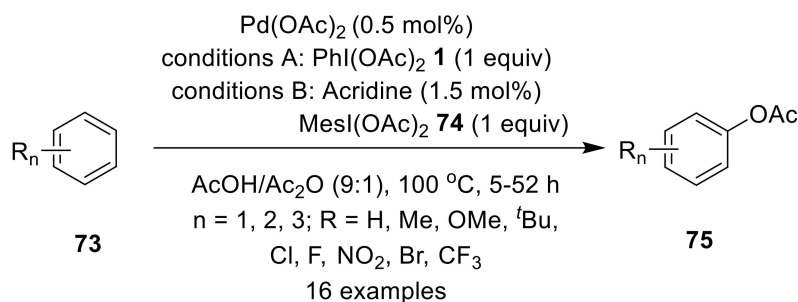 Pd(OAc)₂ (0.5 mol%)
conditions A: PhI(OAc)₂ 1 (1 equiv)
conditions B: Acridine (1.5 mol%)
MesI(OAc)₂ 74 (1 equiv)
Rₙ
73
AcOH/Ac₂O (9:1), 100 ᵒC, 5-52 h
n = 1, 2, 3; R = H, Me, OMe, ᵗBu,
Cl, F, NO₂, Br, CF₃
16 examples
Rₙ
OAc
75